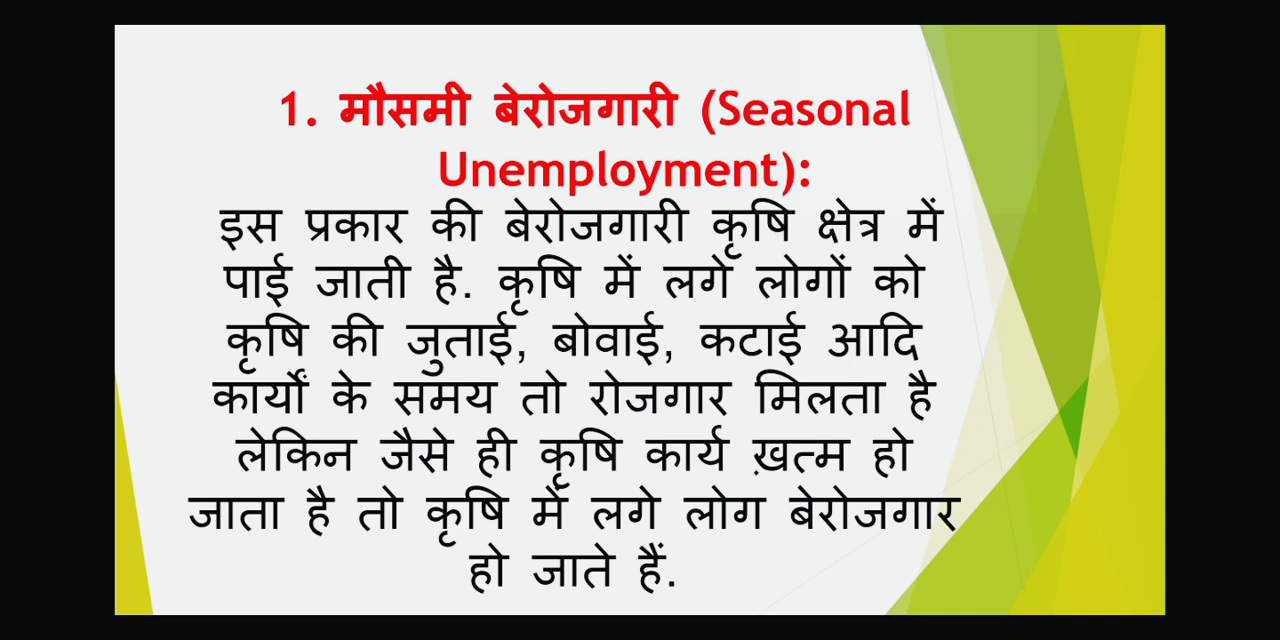 1. मौसमी बेरोजगारी (Seasonal
Unemployment):
इस प्रकार की बेरोजगारी कृषि क्षेत्र में
पाई जाती है. कृषि में लगे लोगों को
कृषि की जुताई, बोवाई, कटाई आदि
कार्यों के समय तो रोजगार मिलता है
लेकिन जैसे ही कृषि कार्य ख़त्म हो
जाता है तो कृषि में लगे लोग बेरोजगार
हो जाते हैं.